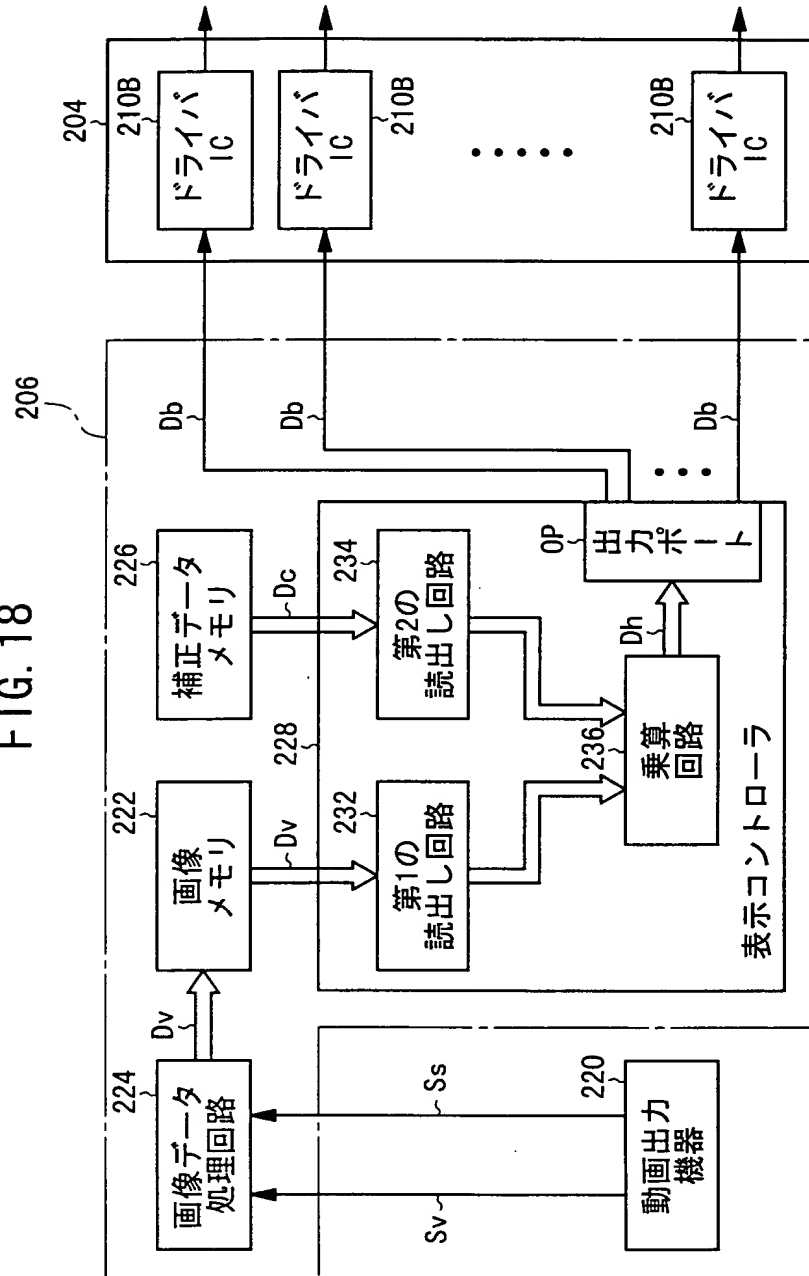 FIG. 18
206
204
224
画像データ
処理回路
Dv
222
画像
メモリ
226
補正データ
メモリ
Dv
Dc
228
232
第1の
読出し回路
234
第2の
読出し回路
236
乗算
回路
Dh
OP
出力ポート
表示コントローラ
Db
Db
Db
210B
ドライバ
IC
210B
ドライバ
IC
210B
ドライバ
IC
Sv
Ss
220
動画出力
機器